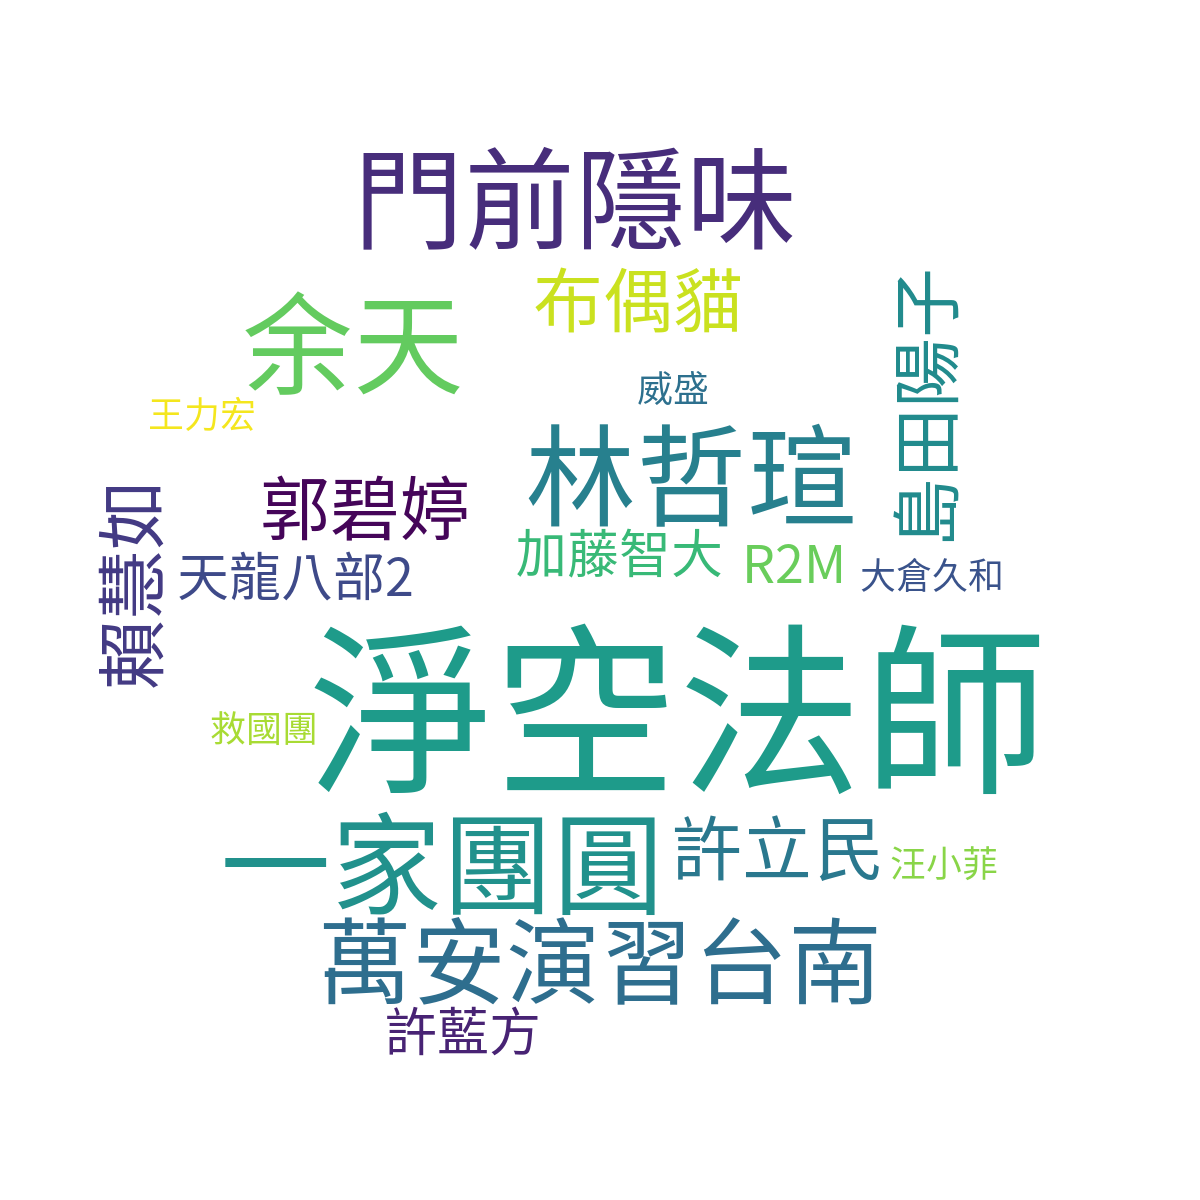 門前隱味
布偶貓
余天
島田陽子
威盛
王力宏
林哲瑄
郭碧婷
賴慧如
加藤智大
R2M
大倉久和
天龍八部2
淨空法師
救國團
一家團圓
許立民
汪小菲
萬安演習台南
許藍方